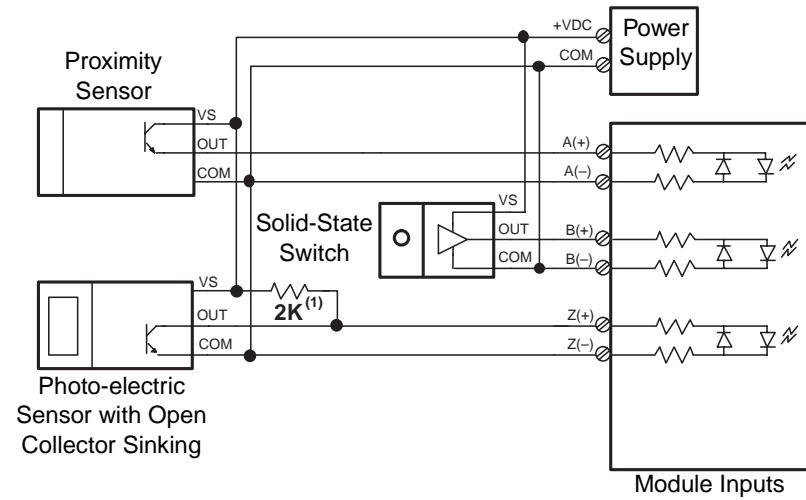 +VDC
COM
Power
Supply
Proximity
Sensor
VS
OUT
COM
A(+)
A(–)
Solid-State
Switch
VS
OUT
COM
B(+)
B(–)
VS
2K(1)
OUT
COM
Z(+)
Z(–)
Photo-electric
Sensor with Open
Collector Sinking
Module Inputs